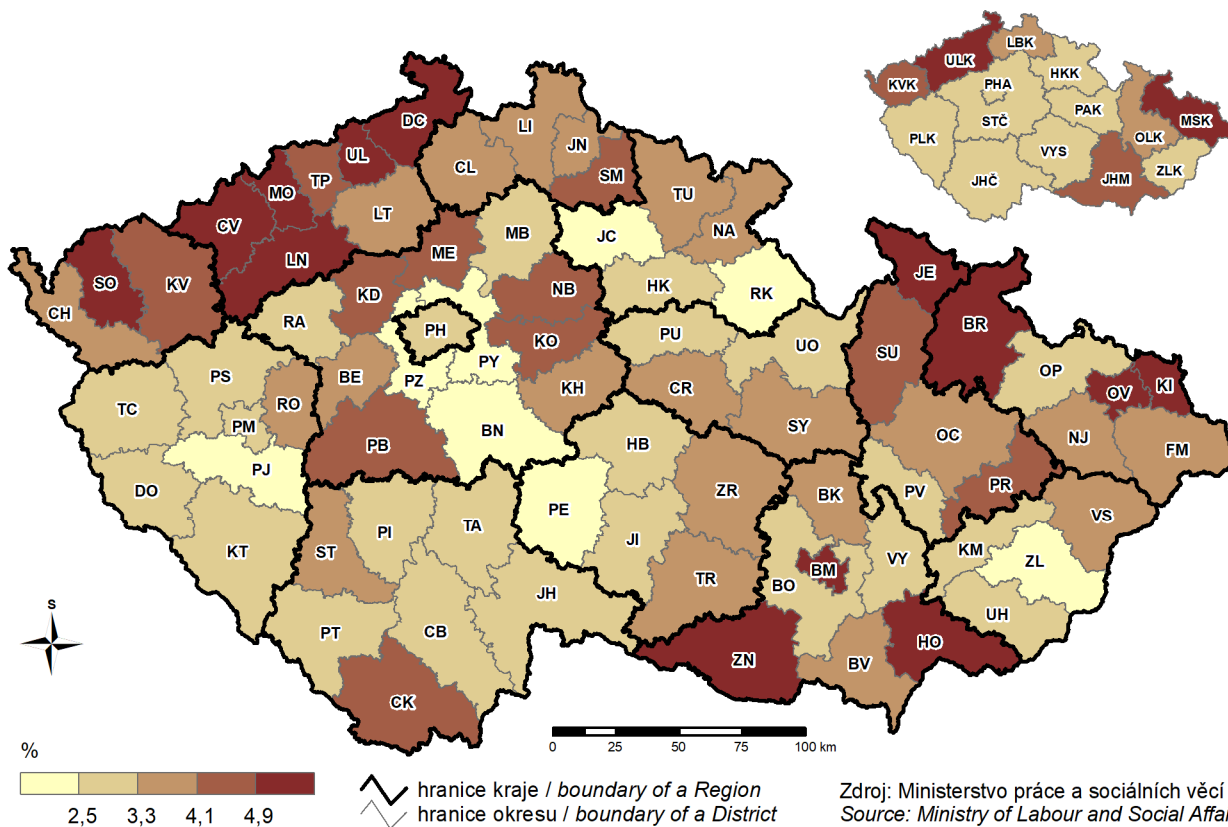 DC
LI
UL
JN
TP
CL
SM
MO
TU
LT
CV
MB
NA
JC
ME
LN
SO
KV
NB
HK
RK
KD
CH
RA
PH
KO
PU
UO
PY
BE
PZ
KH
CR
PS
RO
TC
PM
SY
BN
HB
PB
PJ
DO
ZR
PE
PI
TA
KT
ST
JI
TR
JH
PT
CB
CK
JE
BR
SU
OP
OV
KI
OC
NJ
FM
PR
PV
BK
VS
KM
VY
ZL
BM
BO
UH
HO
ZN
BV
LBK
ULK
KVK
PHA
HKK
STČ
PAK
MSK
PLK
OLK
VYS
ZLK
JHČ
JHM
S
0 25 50 75 100 km
%
2,5 3,3 4,1 4,9
hranice kraje / boundary of a Region
hranice okresu / boundary of a District
Zdroj: Ministerstvo práce a sociálních věcí
Source: Ministry of Labour and Social Affai